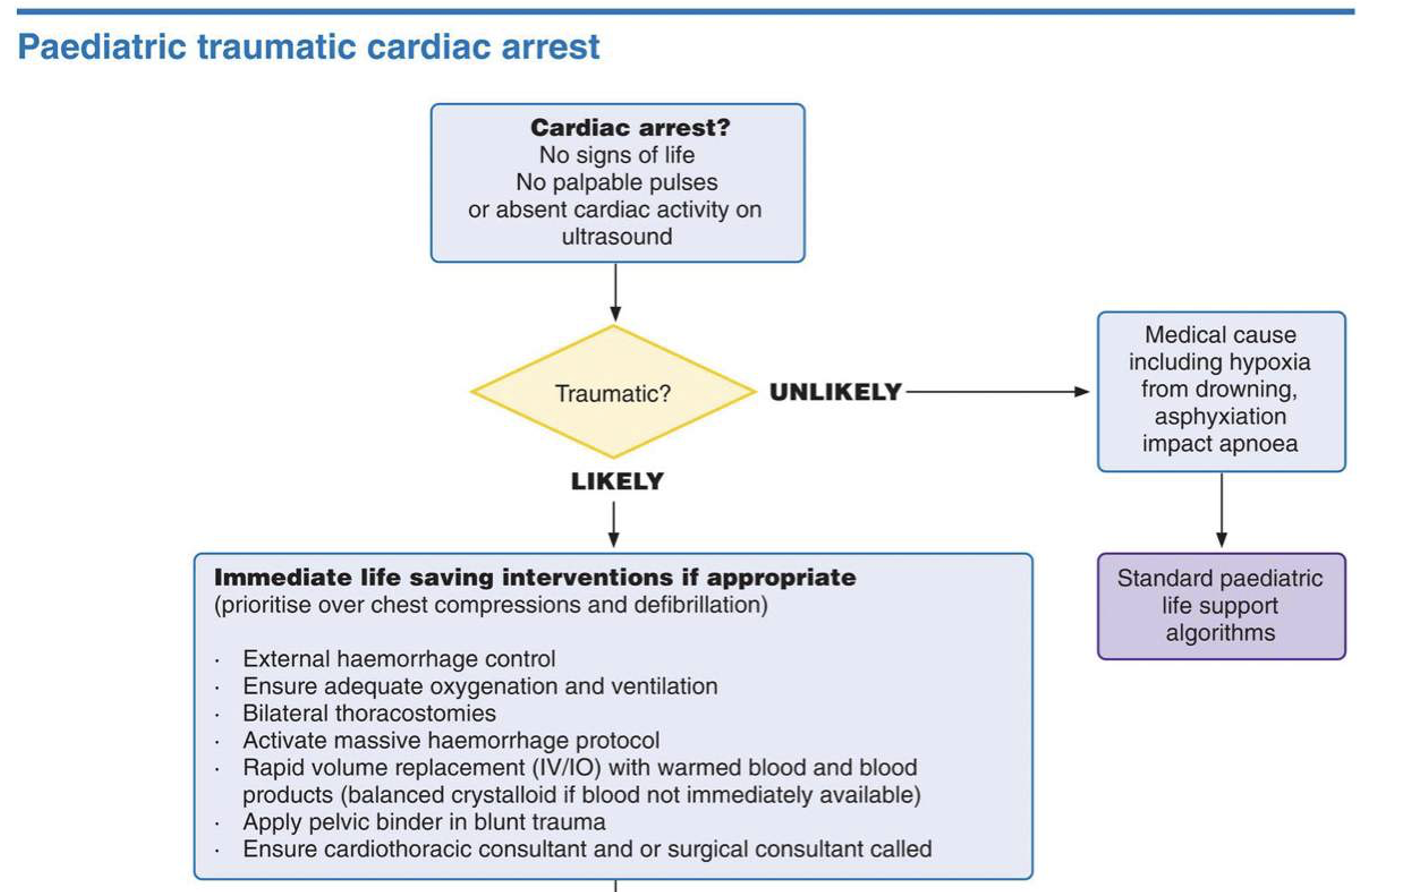 Paediatric traumatic cardiac arrest
Cardiac arrest?
No signs of life
No palpable pulses
or absent cardiac activity on
ultrasound
Traumatic?
UNLIKELY
Medical cause
including hypoxia
from drowning,
asphyxiation
impact apnoea
LIKELY
Standard paediatric
life support
algorithms
Immediate life saving interventions if appropriate
(prioritise over chest compressions and defibrillation)
· External haemorrhage control
· Ensure adequate oxygenation and ventilation
· Bilateral thoracostomies
· Activate massive haemorrhage protocol
· Rapid volume replacement (IV/IO) with warmed blood and blood
products (balanced crystalloid if blood not immediately available)
· Apply pelvic binder in blunt trauma
· Ensure cardiothoracic consultant and or surgical consultant called